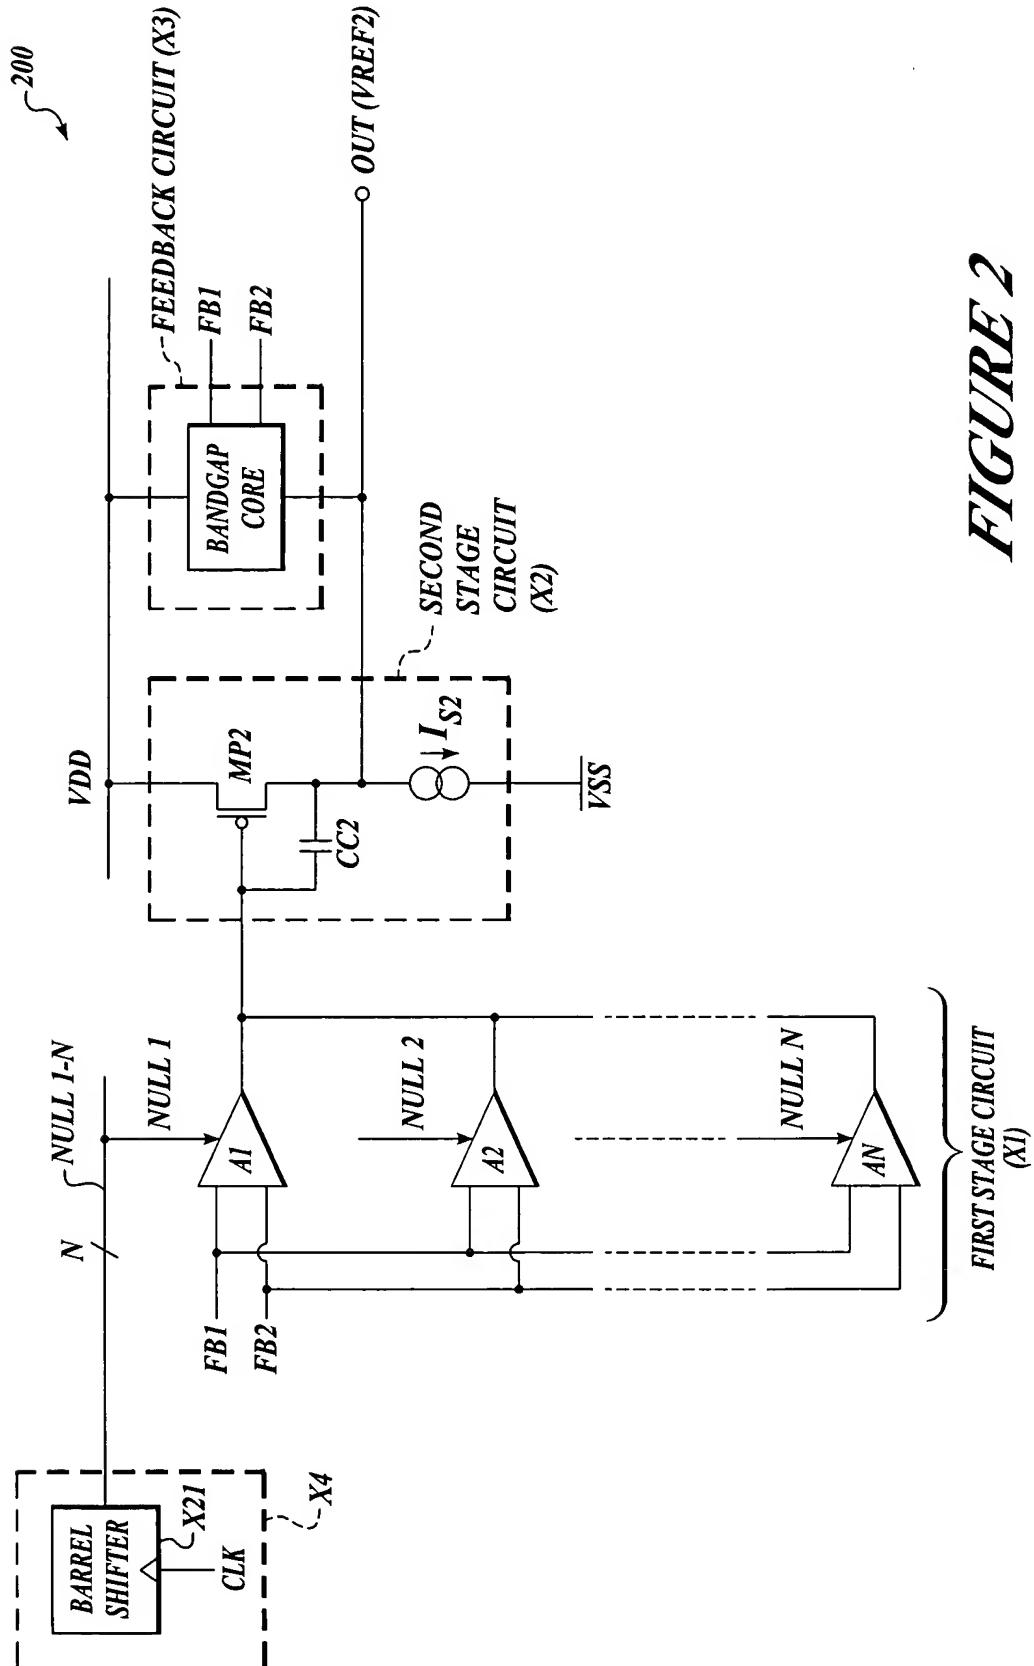 200
BARREL
SHIFTER
X21
CLK
X4
N
NULL 1-N
NULL 1
A1
FB1
FB2
NULL 2
A2
NULL N
AN
FIRST STAGE CIRCUIT
(X1)
VDD
MP2
CC2
I S2
VSS
SECOND
STAGE
CIRCUIT
(X2)
FEEDBACK CIRCUIT (X3)
BANDGAP
CORE
FB1
FB2
OUT (VREF2)
FIGURE 2